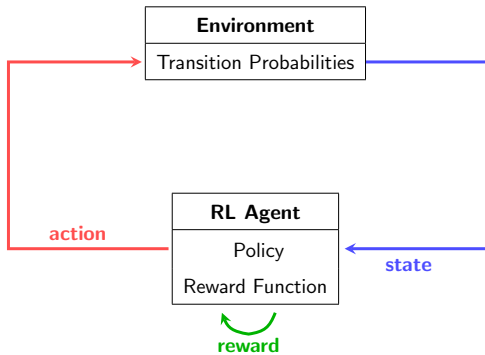 Environment
Transition Probabilities
RL Agent
action
Policy
state
Reward Function
reward